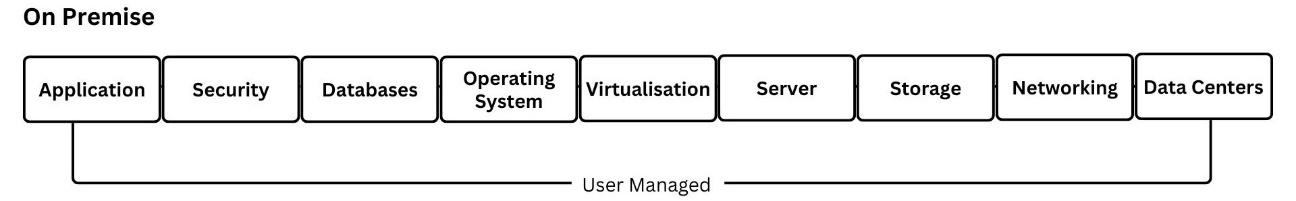 On Premise
Application
Security
Databases
Operating
System
Virtualisation
Server
Storage
Networking
Data Centers
User Managed